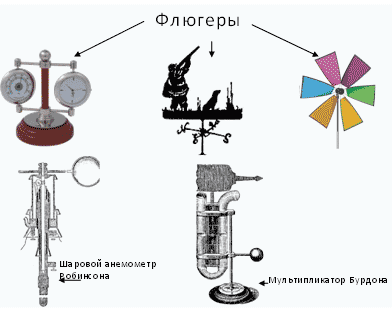 Флюгеры
N
S
Шаровой анемометр
Робинсона
Мультипликатор Бурдона